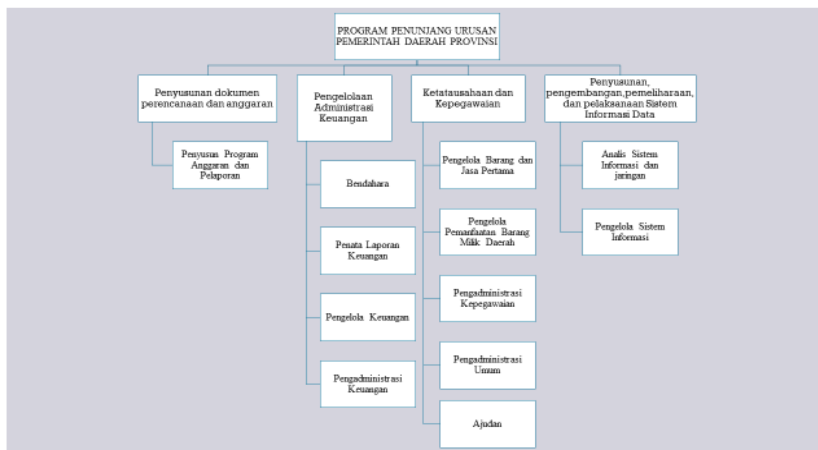 PROGRAM PENUNJANG URUSAN
PEMERINTAH DAERAH PROVINSI
Penyusunan dokumen
perencanaan dan anggaran
Penyusun Program
Anggaran dan
Pelaporan
Pengelolaan
Administrasi
Keuangan
Bendahara
Penata Laporan
Keuangan
Pengelola Keuangan
Pengadministrasi
Keuangan
Ketatausahaan dan
Kepegawaian
Pengelola Barang dan
Jasa Pertama
Pengelola
Pemanfaatan Barang
Milik Daerah
Pengadministrasi
Kepegawaian
Pengadministrasi
Umum
Ajudan
Penyusunan,
pengembangan,pemeliharaan,
dan pelaksanaan Sistem
Informasi Data
Analis Sistem
Informasi dan
jaringan
Pengelola Sistem
Informasi